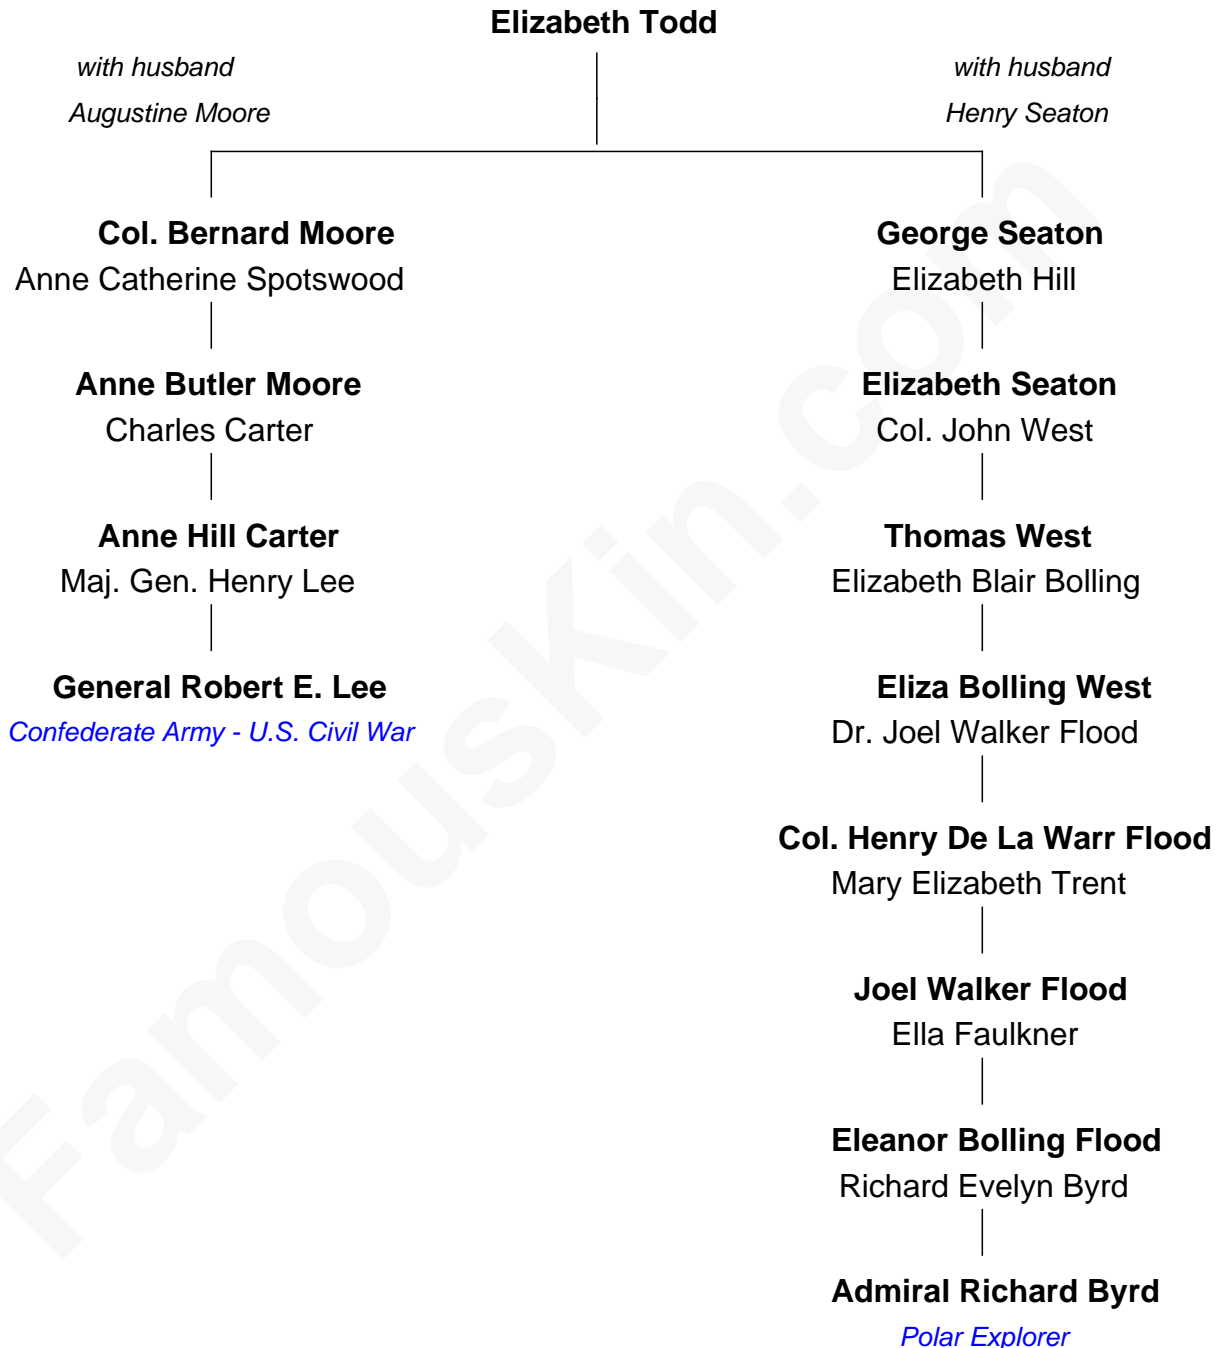 Elizabeth Todd
with husband
Augustine Moore
with husband
Henry Seaton
Col. Bernard Moore
Anne Catherine Spotswood
Anne Butler Moore
Charles Carter
Anne Hill Carter
Maj. Gen. Henry Lee
General Robert E. Lee
Confederate Army - U.S. Civil War
George Seaton
Elizabeth Hill
Elizabeth Seaton
Col. John West
Thomas West
Elizabeth Blair Bolling
Eliza Bolling West
Dr. Joel Walker Flood
Col. Henry De La Warr Flood
Mary Elizabeth Trent
Joel Walker Flood
Ella Faulkner
Eleanor Bolling Flood
Richard Evelyn Byrd
Admiral Richard Byrd
Polar Explorer
FamousKin.com